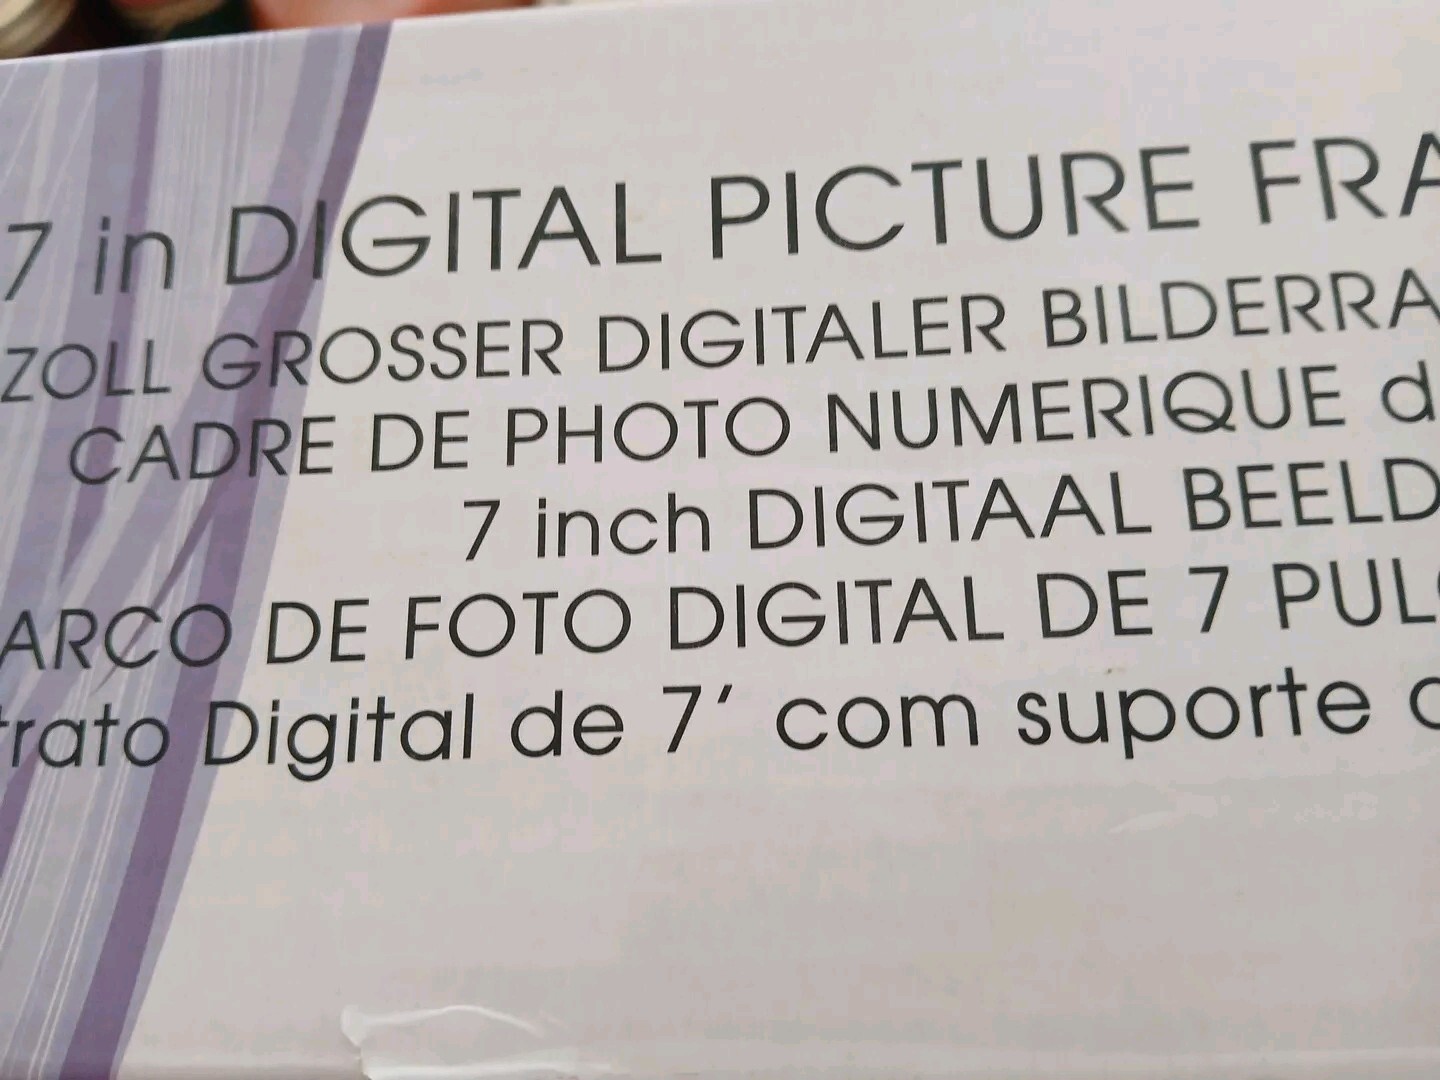 7 in DIGITAL PICTURE FRA
ZOLL GROSSER DIGITALER BILDERRA
CADRE DE PHOTO NUMERIQUE d
7 inch DIGITAAL BEELD
ARCO DE FOTO DIGITAL DE 7 PUL
trato Digital de 7' com suporte